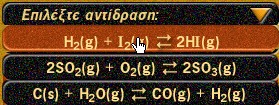 Επιλέξτε αντίδραση:
H₂(g) + I₂(g) ⇄ 2HI(g)
2SO₂(g) + O₂(g) ⇄ 2SO₃(g)
C(s) + H₂O(g) ⇄ CO(g) + H₂(g)